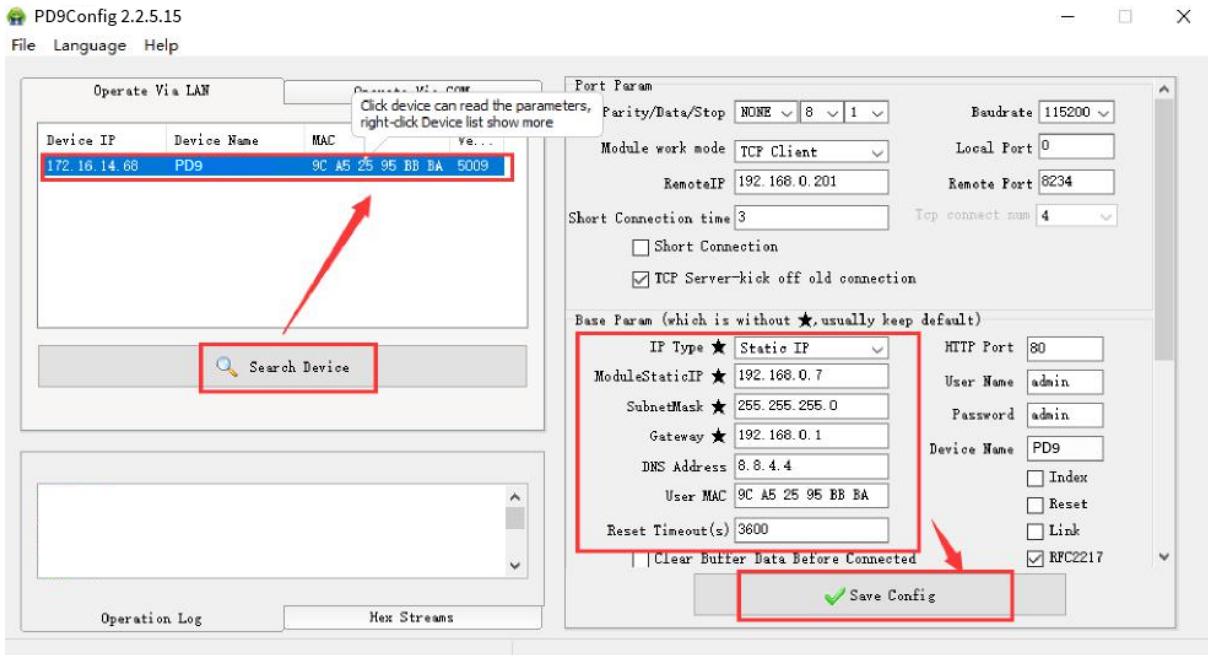 PD9Config 2.2.5.15
File Language Help
Operate Via LAN
Click device can read the parameters,
right-click Device list show more
Device IP Device Name MAC Ve...
172.16.14.68 PD9 9C A5 25 95 BB BA 5009
Search Device
Operation Log Hex Streams
Port Param
Parity/Data/Stop NONE 8 1 Baudrate 115200
Module work mode TCP Client Local Port 0
RemoteIP 192.168.0.201 Remote Port 8234
Short Connection time 3 Tcp connect num 4
Short Connection
TCP Server-kick off old connection
Base Param (which is without ★,usually keep default)
IP Type ★ Static IP HTTP Port 80
ModuleStaticIP ★ 192.168.0.7 User Name admin
SubnetMask ★ 255.255.255.0 Password admin
Gateway ★ 192.168.0.1 Device Name PD9
DNS Address 8.8.4.4 Index
User MAC 9C A5 25 95 BB BA Reset
Reset Timeout(s) 3600 Link
Clear Buffer Data Before Connected RFC2217
Save Config